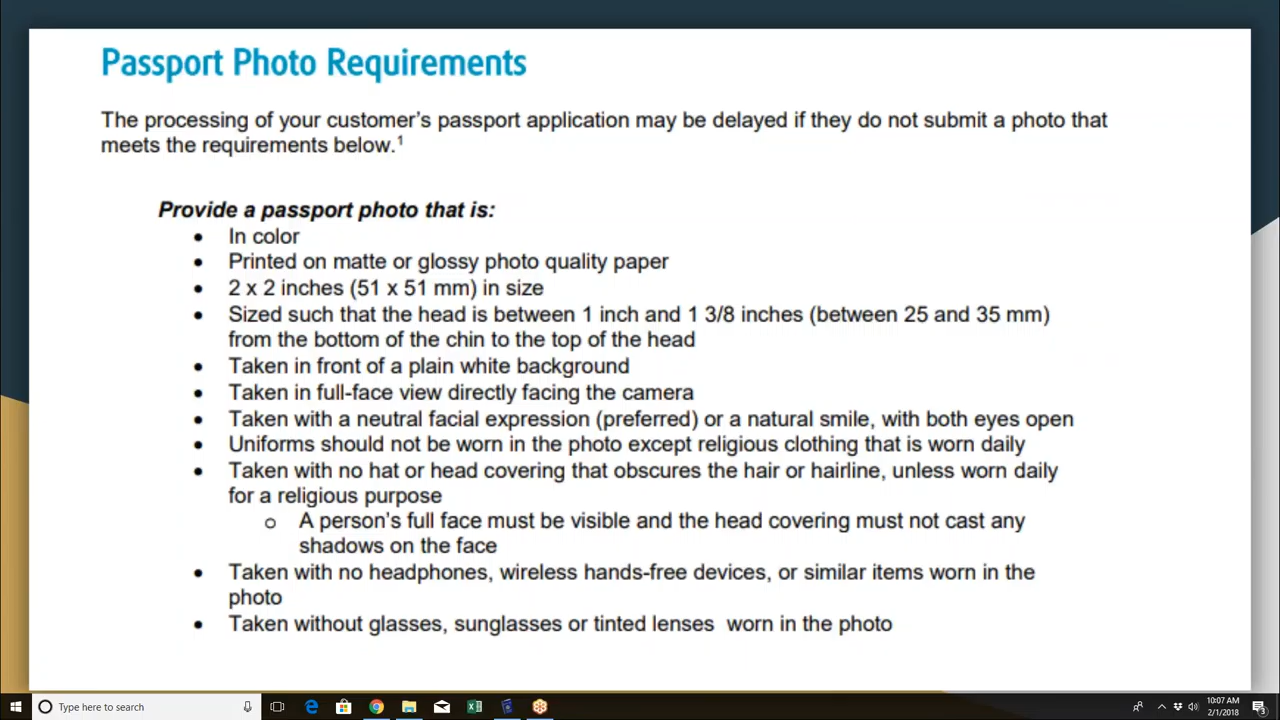 Passport Photo Requirements
The processing of your customer's passport application may be delayed if they do not submit a photo that
meets the requirements below.1
Provide a passport photo that is:
• In color
• Printed on matte or glossy photo quality paper
• 2 x 2 inches (51 x 51 mm) in size
• Sized such that the head is between 1 inch and 1 3/8 inches (between 25 and 35 mm)
from the bottom of the chin to the top of the head
• Taken in front of a plain white background
• Taken in full-face view directly facing the camera
• Taken with a neutral facial expression (preferred) or a natural smile, with both eyes open
• Uniforms should not be worn in the photo except religious clothing that is worn daily
• Taken with no hat or head covering that obscures the hair or hairline, unless worn daily
for a religious purpose
o A person's full face must be visible and the head covering must not cast any
shadows on the face
• Taken with no headphones, wireless hands-free devices, or similar items worn in the
photo
• Taken without glasses, sunglasses or tinted lenses worn in the photo
Type here to search
10:07 AM
2/1/2018
3